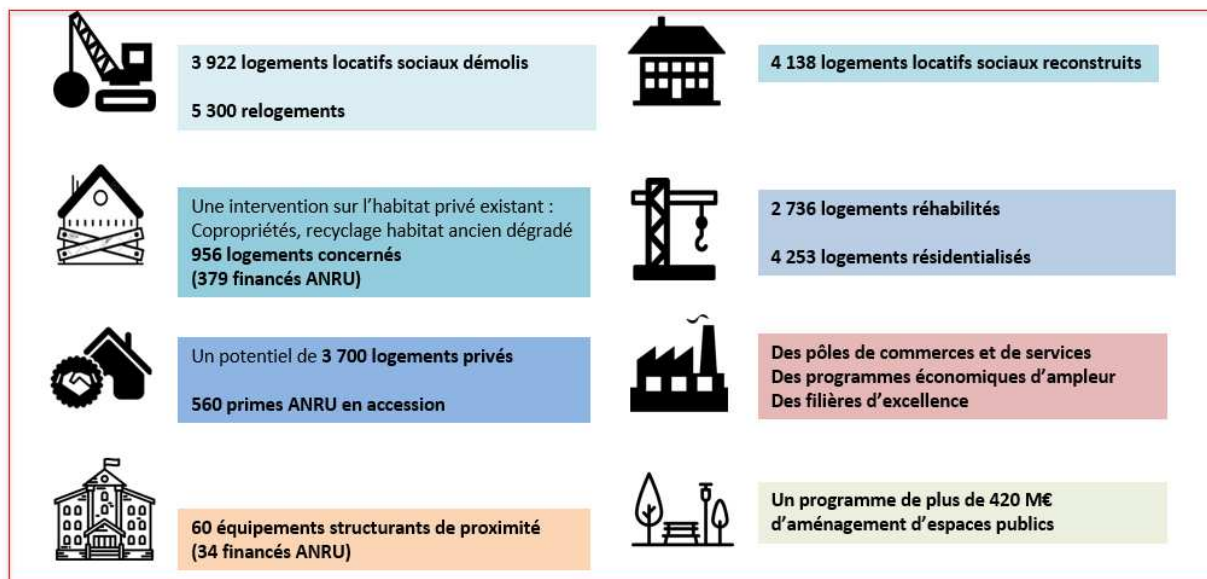 3 922 logements locatifs sociaux démolis
5 300 relogements
4 138 logements locatifs sociaux reconstruits
Une intervention sur l’habitat privé existant :
Copropriétés, recyclage habitat ancien dégradé
956 logements concernés
(379 financés ANRU)
2 736 logements réhabilités
4 253 logements résidentialisés
Un potentiel de 3 700 logements privés
560 primes ANRU en accession
Des pôles de commerces et de services
Des programmes économiques d’ampleur
Des filières d’excellence
60 équipements structurants de proximité
(34 financés ANRU)
Un programme de plus de 420 M€
d’aménagement d’espaces publics